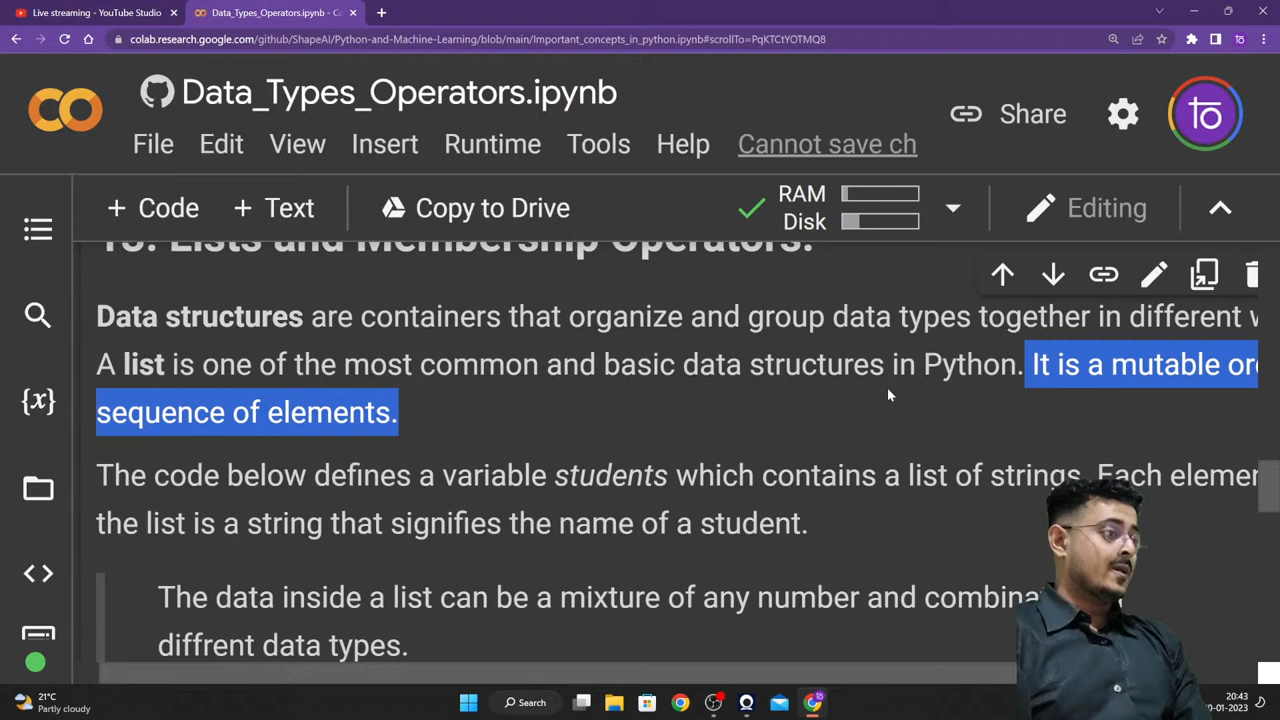 Live streaming - YouTube Studio
Data_Types_Operators.ipynb - Co
colab.research.google.com/github/ShapeAI/Python-and-Machine-Learning/blob/main/Important_concepts_in_python.ipynb#scrollTo=PqKTCtYOTMQ8
Data_Types_Operators.ipynb
Share
File Edit View Insert Runtime Tools Help Cannot save ch
+ Code + Text Copy to Drive
RAM
Disk
Editing
Lists and Membership Operators:
Data structures are containers that organize and group data types together in different
A list is one of the most common and basic data structures in Python. It is a mutable
sequence of elements.
The code below defines a variable students which contains a list of strings. Each
the list is a string that signifies the name of a student.
The data inside a list can be a mixture of any number and
diffrent data types.
{x}
21°C
Partly cloudy
Search
20:43
-01-2023